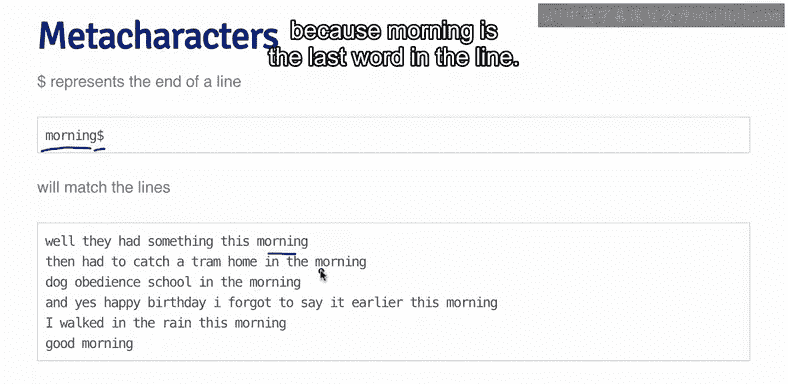 Metacharacters
because morning is
the last word in the line.
$ represents the end of a line
morning$
will match the lines
well they had something this morning
then had to catch a tram home in the morning
dog obedience school in the morning
and yes happy birthday i forgot to say it earlier this morning
I walked in the rain this morning
good morning